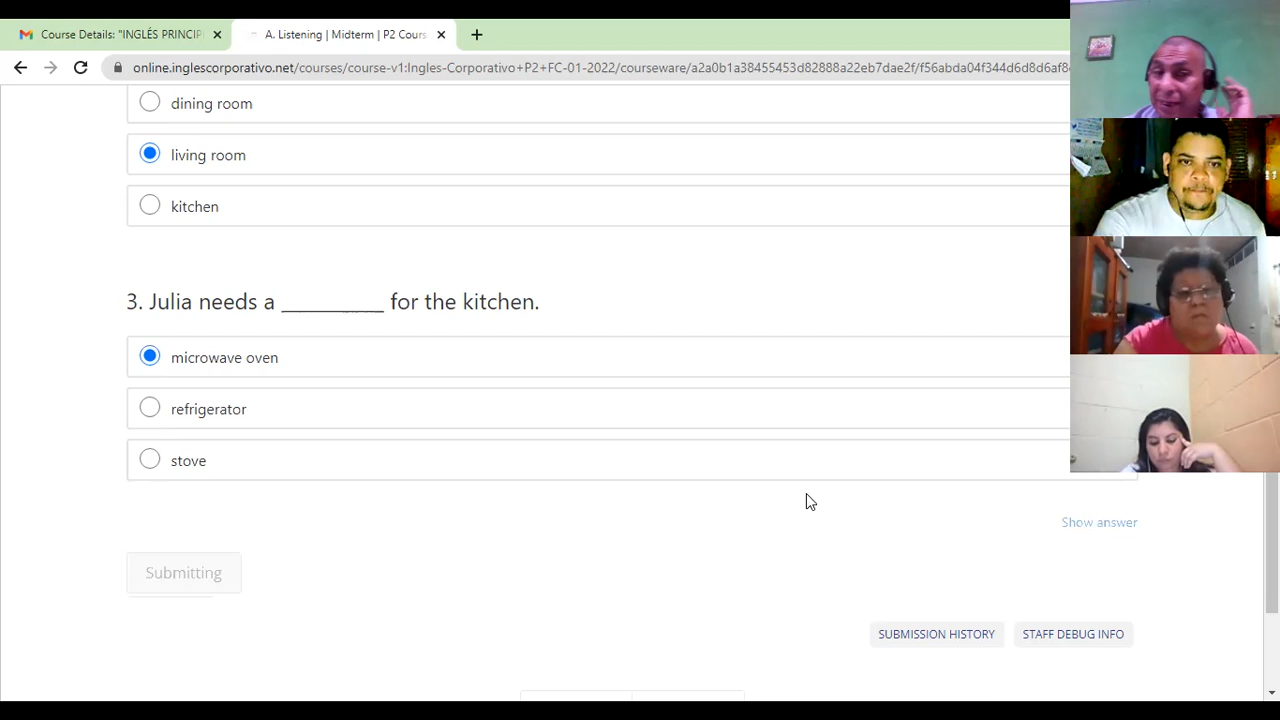 Course Details: "INGLÉS PRINCIP
A. Listening | Midterm | P2 Cours
online.inglescorporativo.net/courses/course-v1:Ingles-Corporativo+P2+FC-01-2022/courseware/a2a0b1a38455453d82888a22eb7dae2f/f56abda04f344d6d8d6af8
dining room
living room
kitchen
3. Julia needs a __________ for the kitchen.
microwave oven
refrigerator
stove
Show answer
Submitting
SUBMISSION HISTORY
STAFF DEBUG INFO